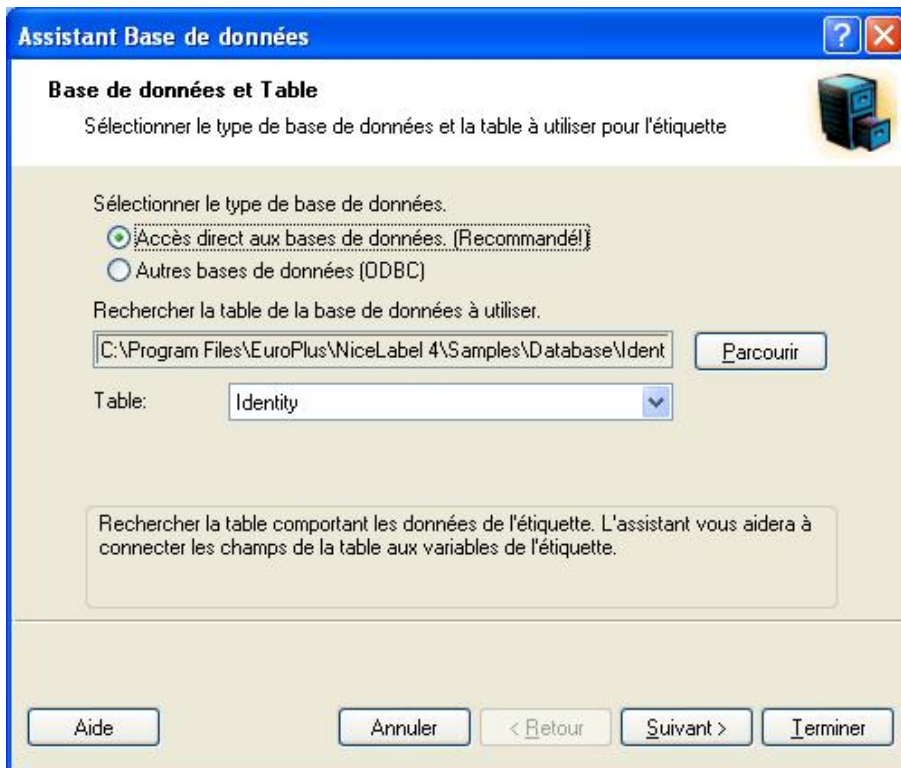 Assistant Base de données
Base de données et Table
Sélectionner le type de base de données et la table à utiliser pour l'étiquette
Sélectionner le type de base de données.
Accès direct aux bases de données. (Recommandé!)
Autres bases de données (ODBC)
Rechercher la table de la base de données à utiliser.
C:\Program Files\EuroPlus\NiceLabel 4\Samples\Database\Ident
Parcourir
Table: Identity
Rechercher la table comportant les données de l'étiquette. L'assistant vous aidera à
connecter les champs de la table aux variables de l'étiquette.
Aide Annuler < Retour Suivant > Terminer